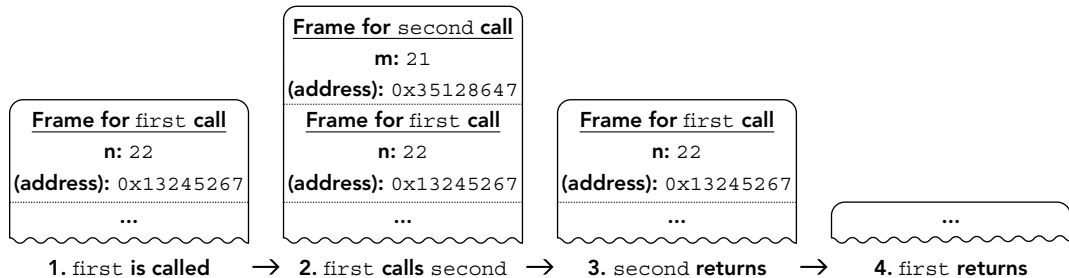 Frame for second call
m: 21
(address): 0x35128647
Frame for first call
n: 22
(address): 0x13245267
...
1. first is called
Frame for first call
n: 22
(address): 0x13245267
...
→ 2. first calls second
Frame for first call
n: 22
(address): 0x13245267
...
→ 3. second returns
...
→ 4. first returns